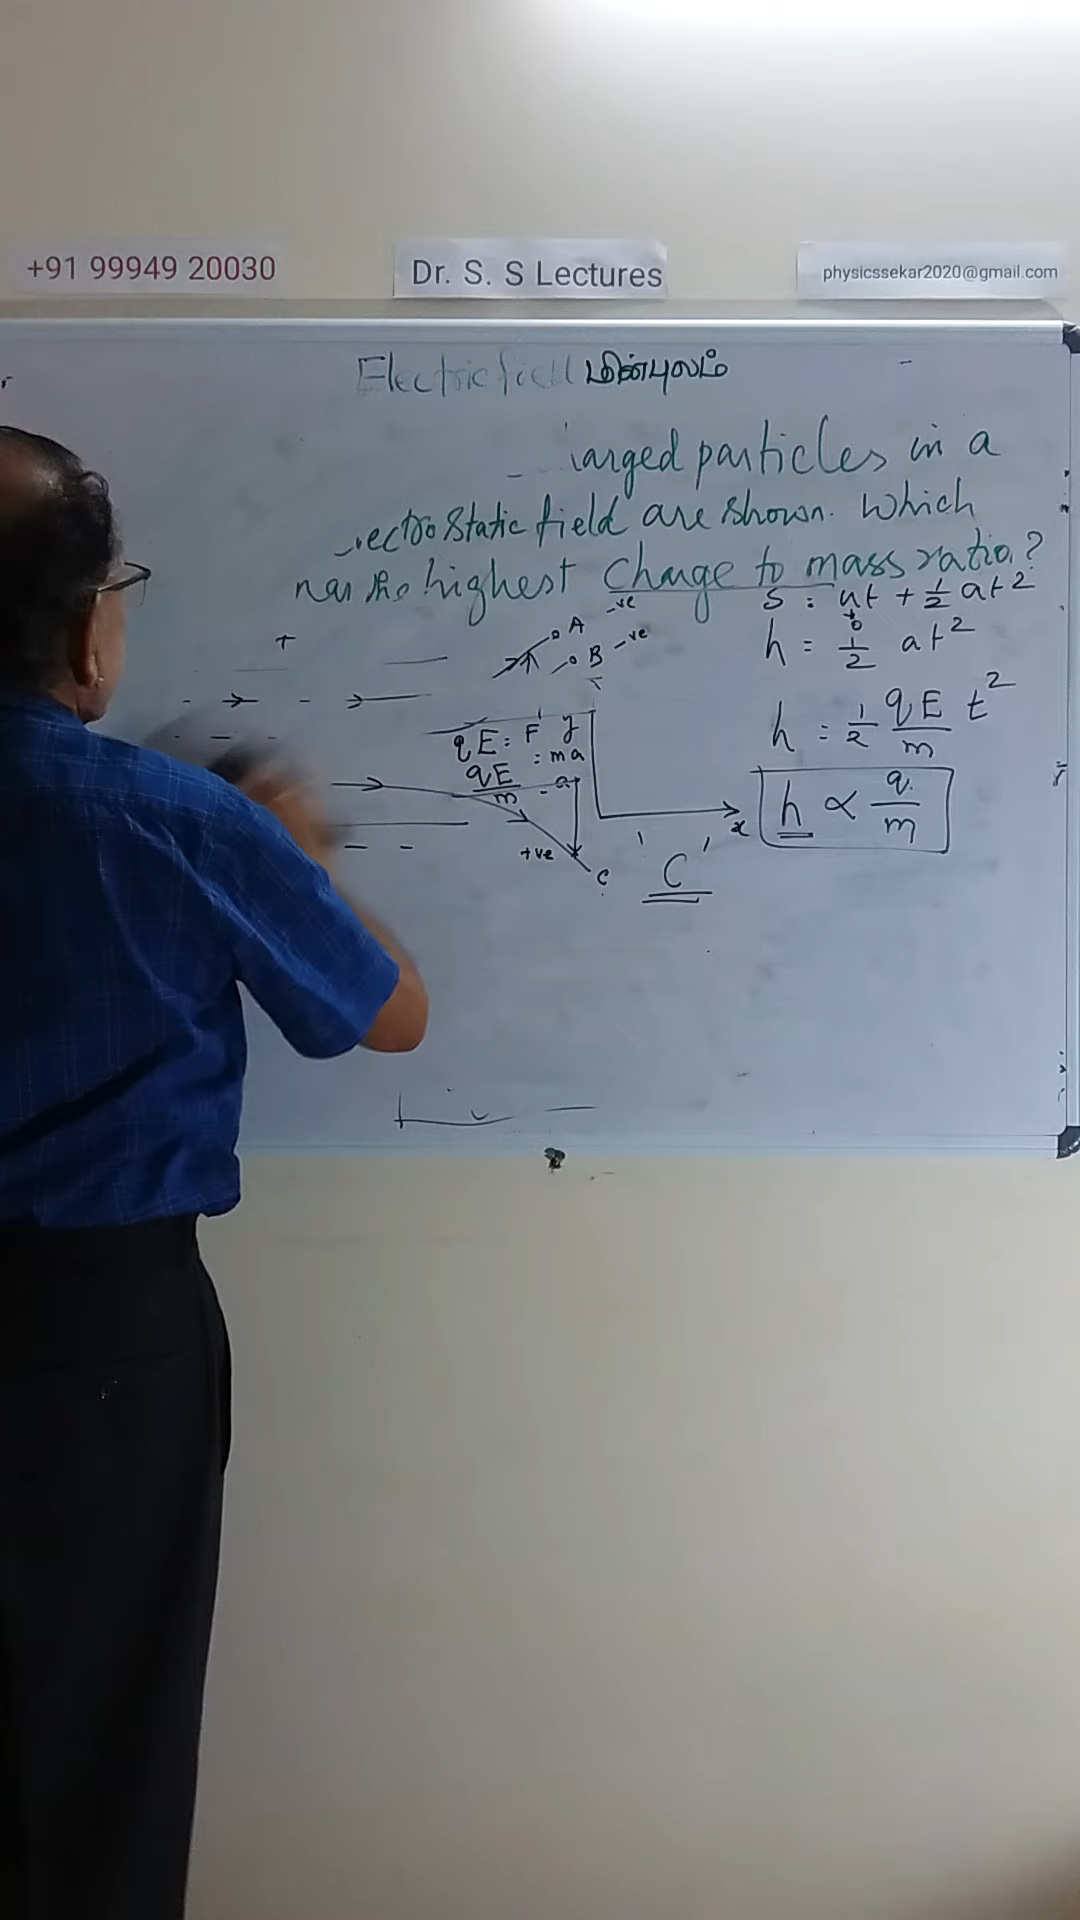 +91 99949 20030
Dr. S. S Lectures
physicssekar2020@gmail.com
Electric field மின்புலம்
arged particles in a
ectrostatic field are shown. Which
highest Charge to mass ratio?
S = ut + 1/2 at²
+
A -ve
B -ve
h = 1/2 at²
h = 1/2 qE/m t²
qE = F
y
= ma
qE/m = a
h ∝ q/m
x
+ve
C
'C'